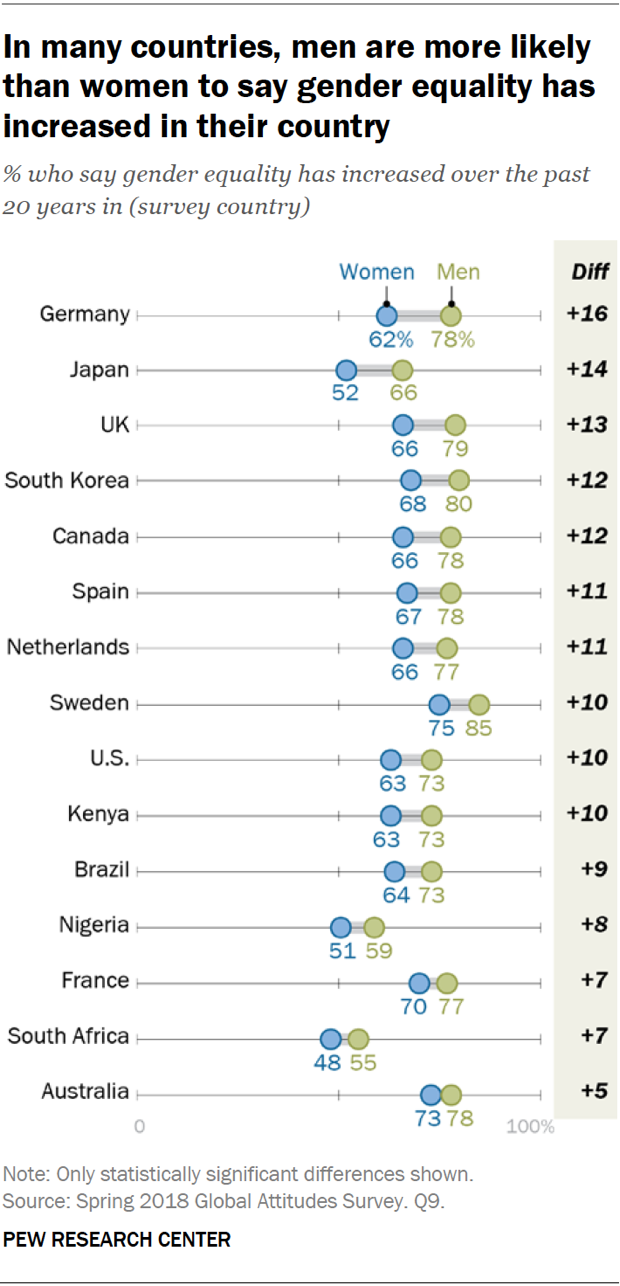 In many countries, men are more likely
than women to say gender equality has
increased in their country
% who say gender equality has increased over the past
20 years in (survey country)
Women Men Diff
Germany +16
62% 78%
Japan +14
52 66
UK +13
66 79
South Korea +12
68 80
Canada +12
66 78
Spain +11
67 78
Netherlands +11
66 77
Sweden +10
75 85
U.S. +10
63 73
Kenya +10
63 73
Brazil +9
64 73
Nigeria +8
51 59
France +7
70 77
South Africa +7
48 55
Australia +5
73 78
0 100%
Note: Only statistically significant differences shown.
Source: Spring 2018 Global Attitudes Survey. Q9.
PEW RESEARCH CENTER